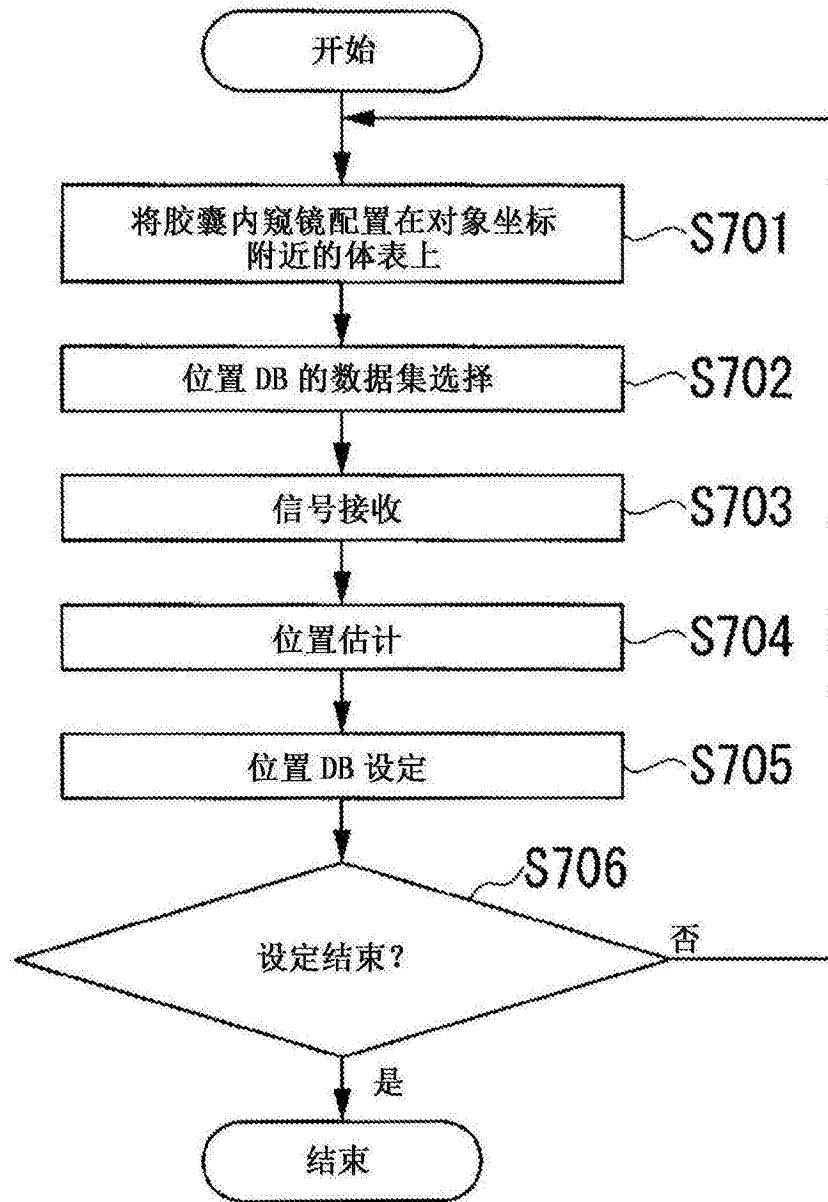 开始
将胶囊内窥镜配置在对象坐标
附近的体表上
S701
位置 DB 的数据集选择
S702
信号接收
S703
位置估计
S704
位置 DB 设定
S705
S706
设定结束？
否
是
结束